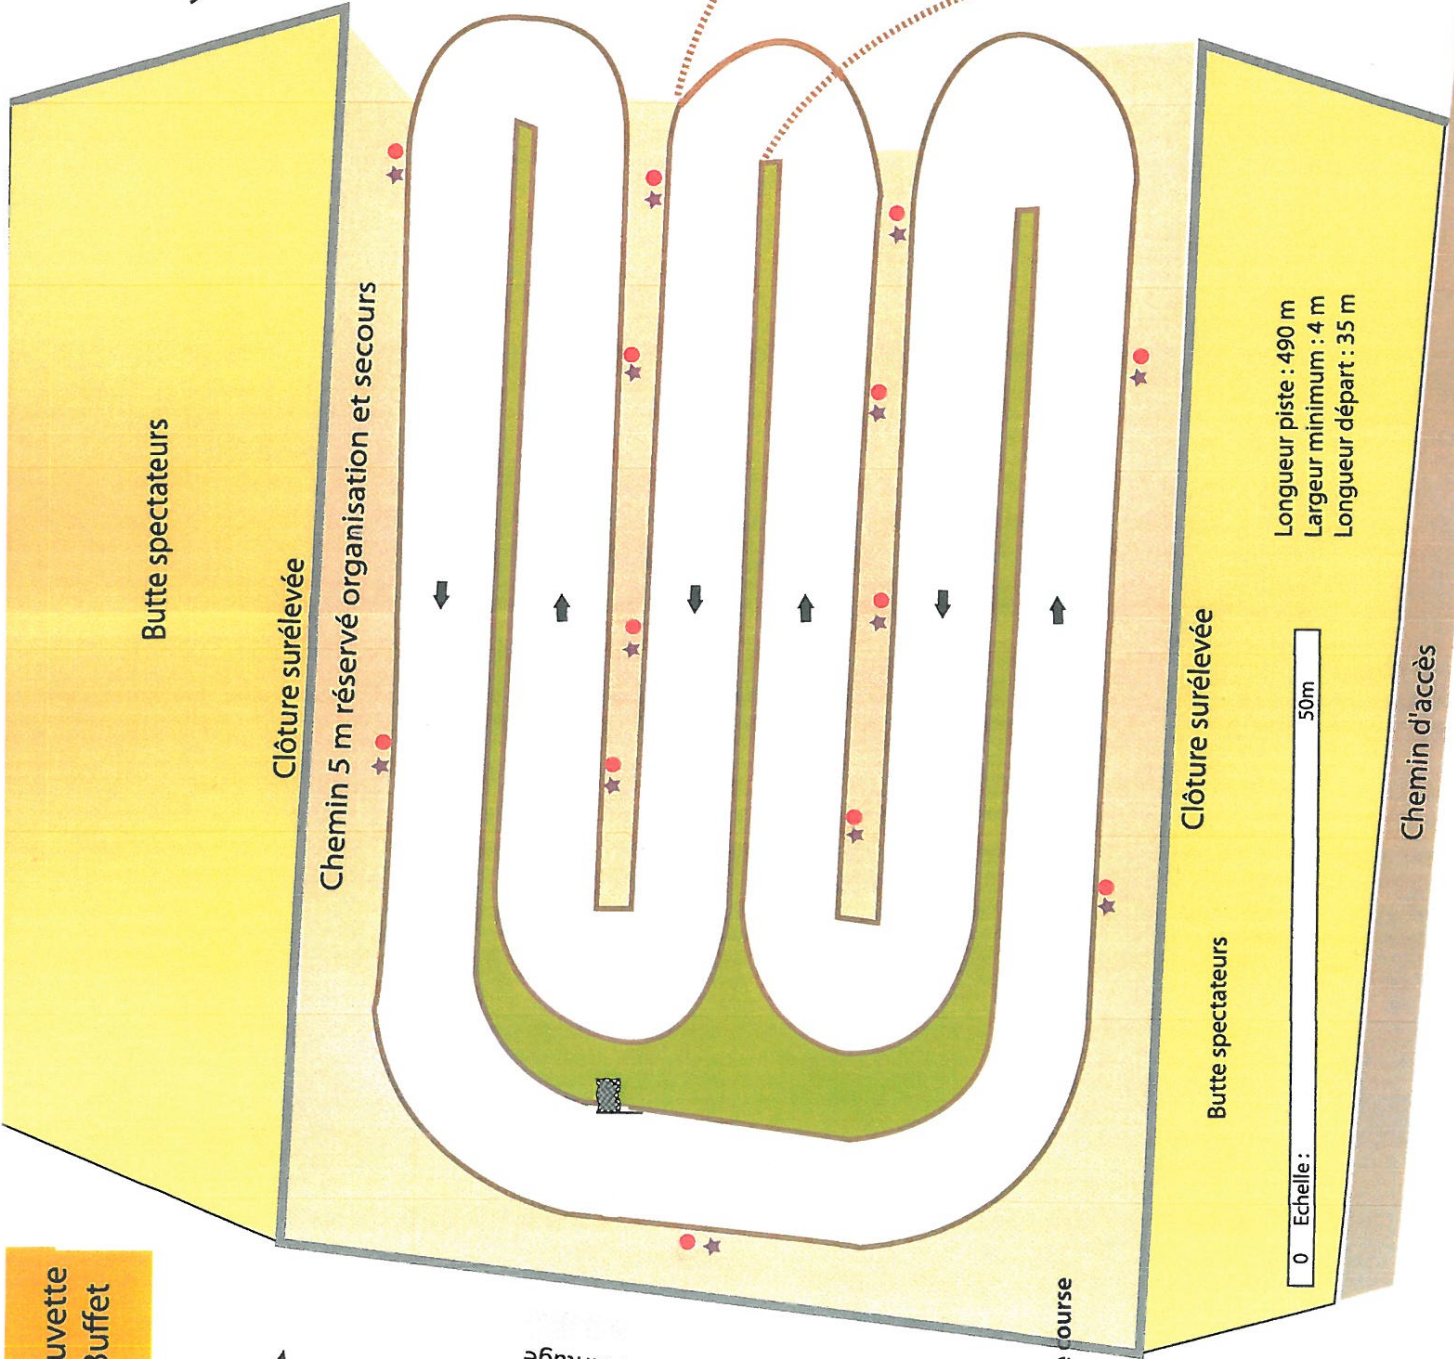 Butte spectateurs
Clôture surélevée
Chemin 5 m réservé organisation et secours
Longueur piste : 490 m
Largeur minimum : 4 m
Longueur départ : 35 m
Clôture surélevée
Butte spectateurs
0 Echelle : 50m
Chemin d'accès
uvette
Buffet
course